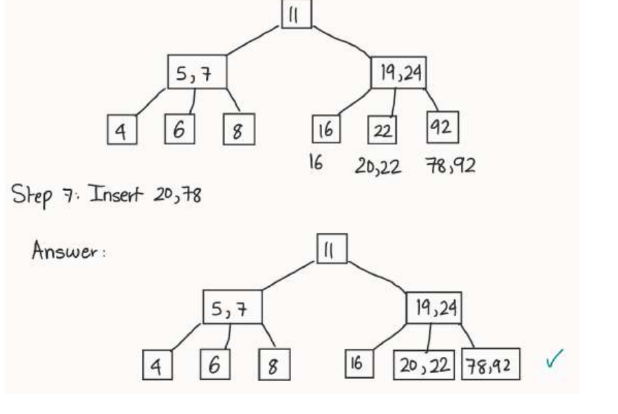 11
5,7 19,24
4 6 8 16 22 92
16 20,22 78,92
Step 7: Insert 20,78
Answer:
11
5,7 19,24
4 6 8 16 20,22 78,92 ✓